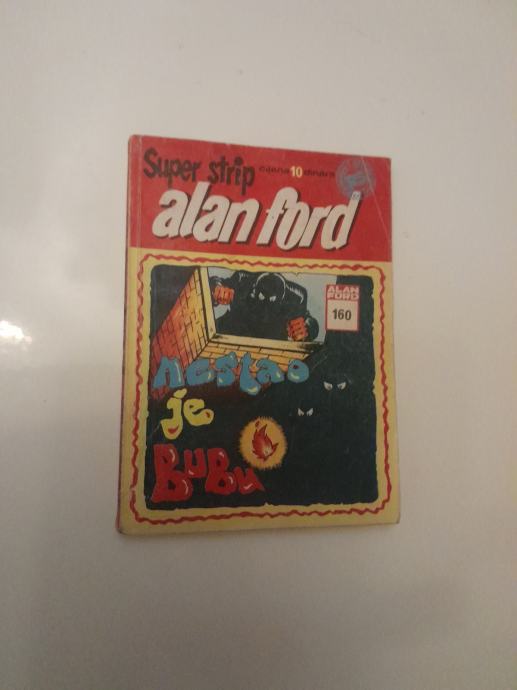 Super strip cijena 10 dinara
alan ford
ALAN
FORD
160
Nestao
je
BuBu